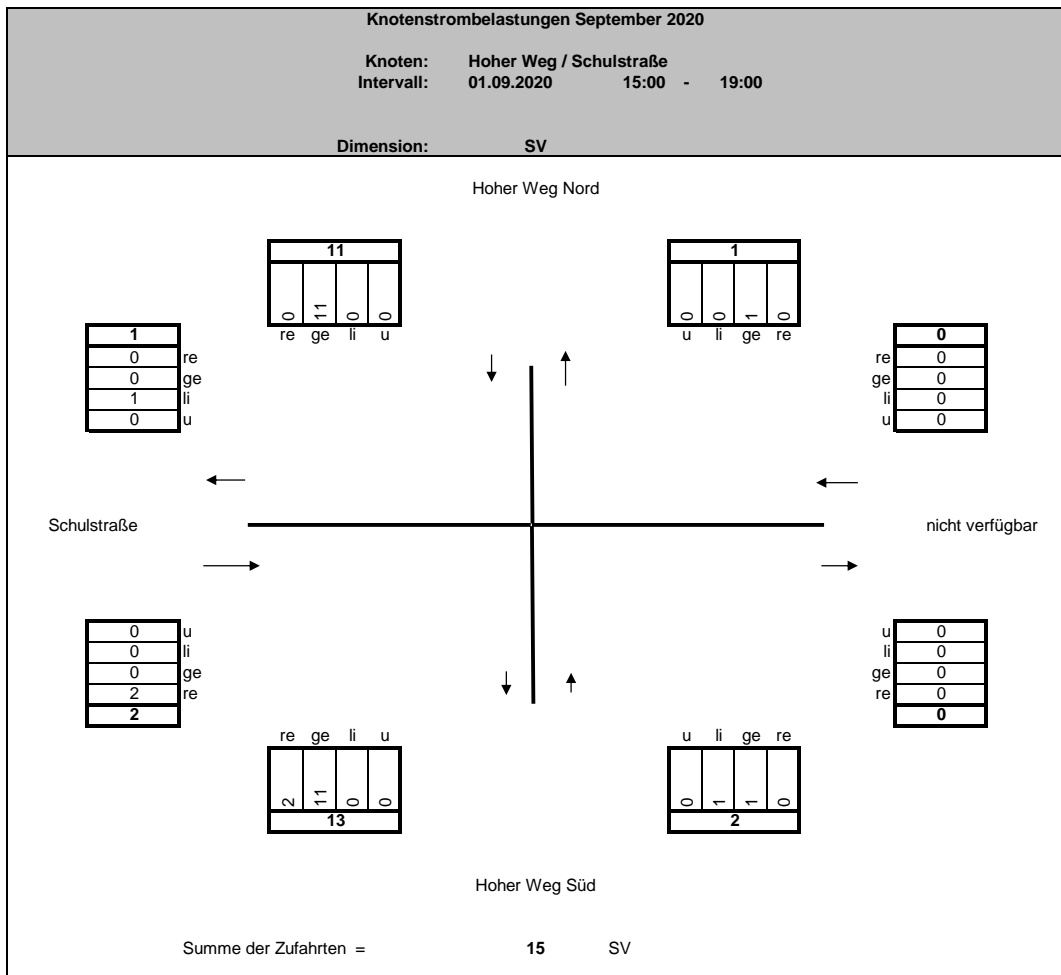 Knotenstrombelastungen September 2020
Knoten: Hoher Weg / Schulstraße
Intervall: 01.09.2020 15:00 - 19:00
Dimension: SV
Hoher Weg Nord
11
0 11 0 0
re ge li u
1
0 0 1 0
u li ge re
1
0 re
0 ge
1 li
0 u
0
re 0
ge 0
li 0
u 0
Schulstraße
nicht verfügbar
0 u
0 li
0 ge
2 re
2
u 0
li 0
ge 0
re 0
0
re ge li u
2 11 0 0
13
u li ge re
0 1 1 0
2
Hoher Weg Süd
Summe der Zufahrten = 15 SV